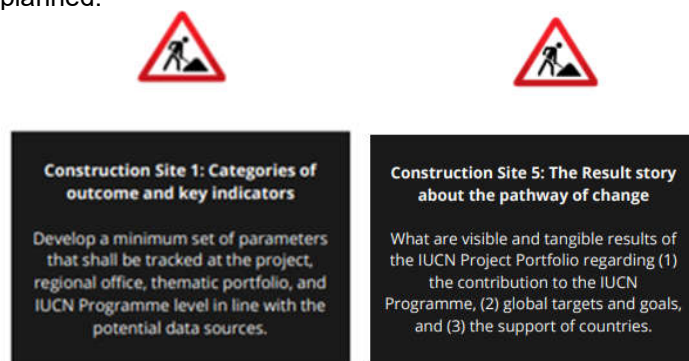 planned.
Construction Site 1: Categories of
outcome and key indicators
Develop a minimum set of parameters
that shall be tracked at the project,
regional office, thematic portfolio, and
IUCN Programme level in line with the
potential data sources.
Construction Site 5: The Result story
about the pathway of change
What are visible and tangible results of
the IUCN Project Portfolio regarding (1)
the contribution to the IUCN
Programme, (2) global targets and goals,
and (3) the support of countries.